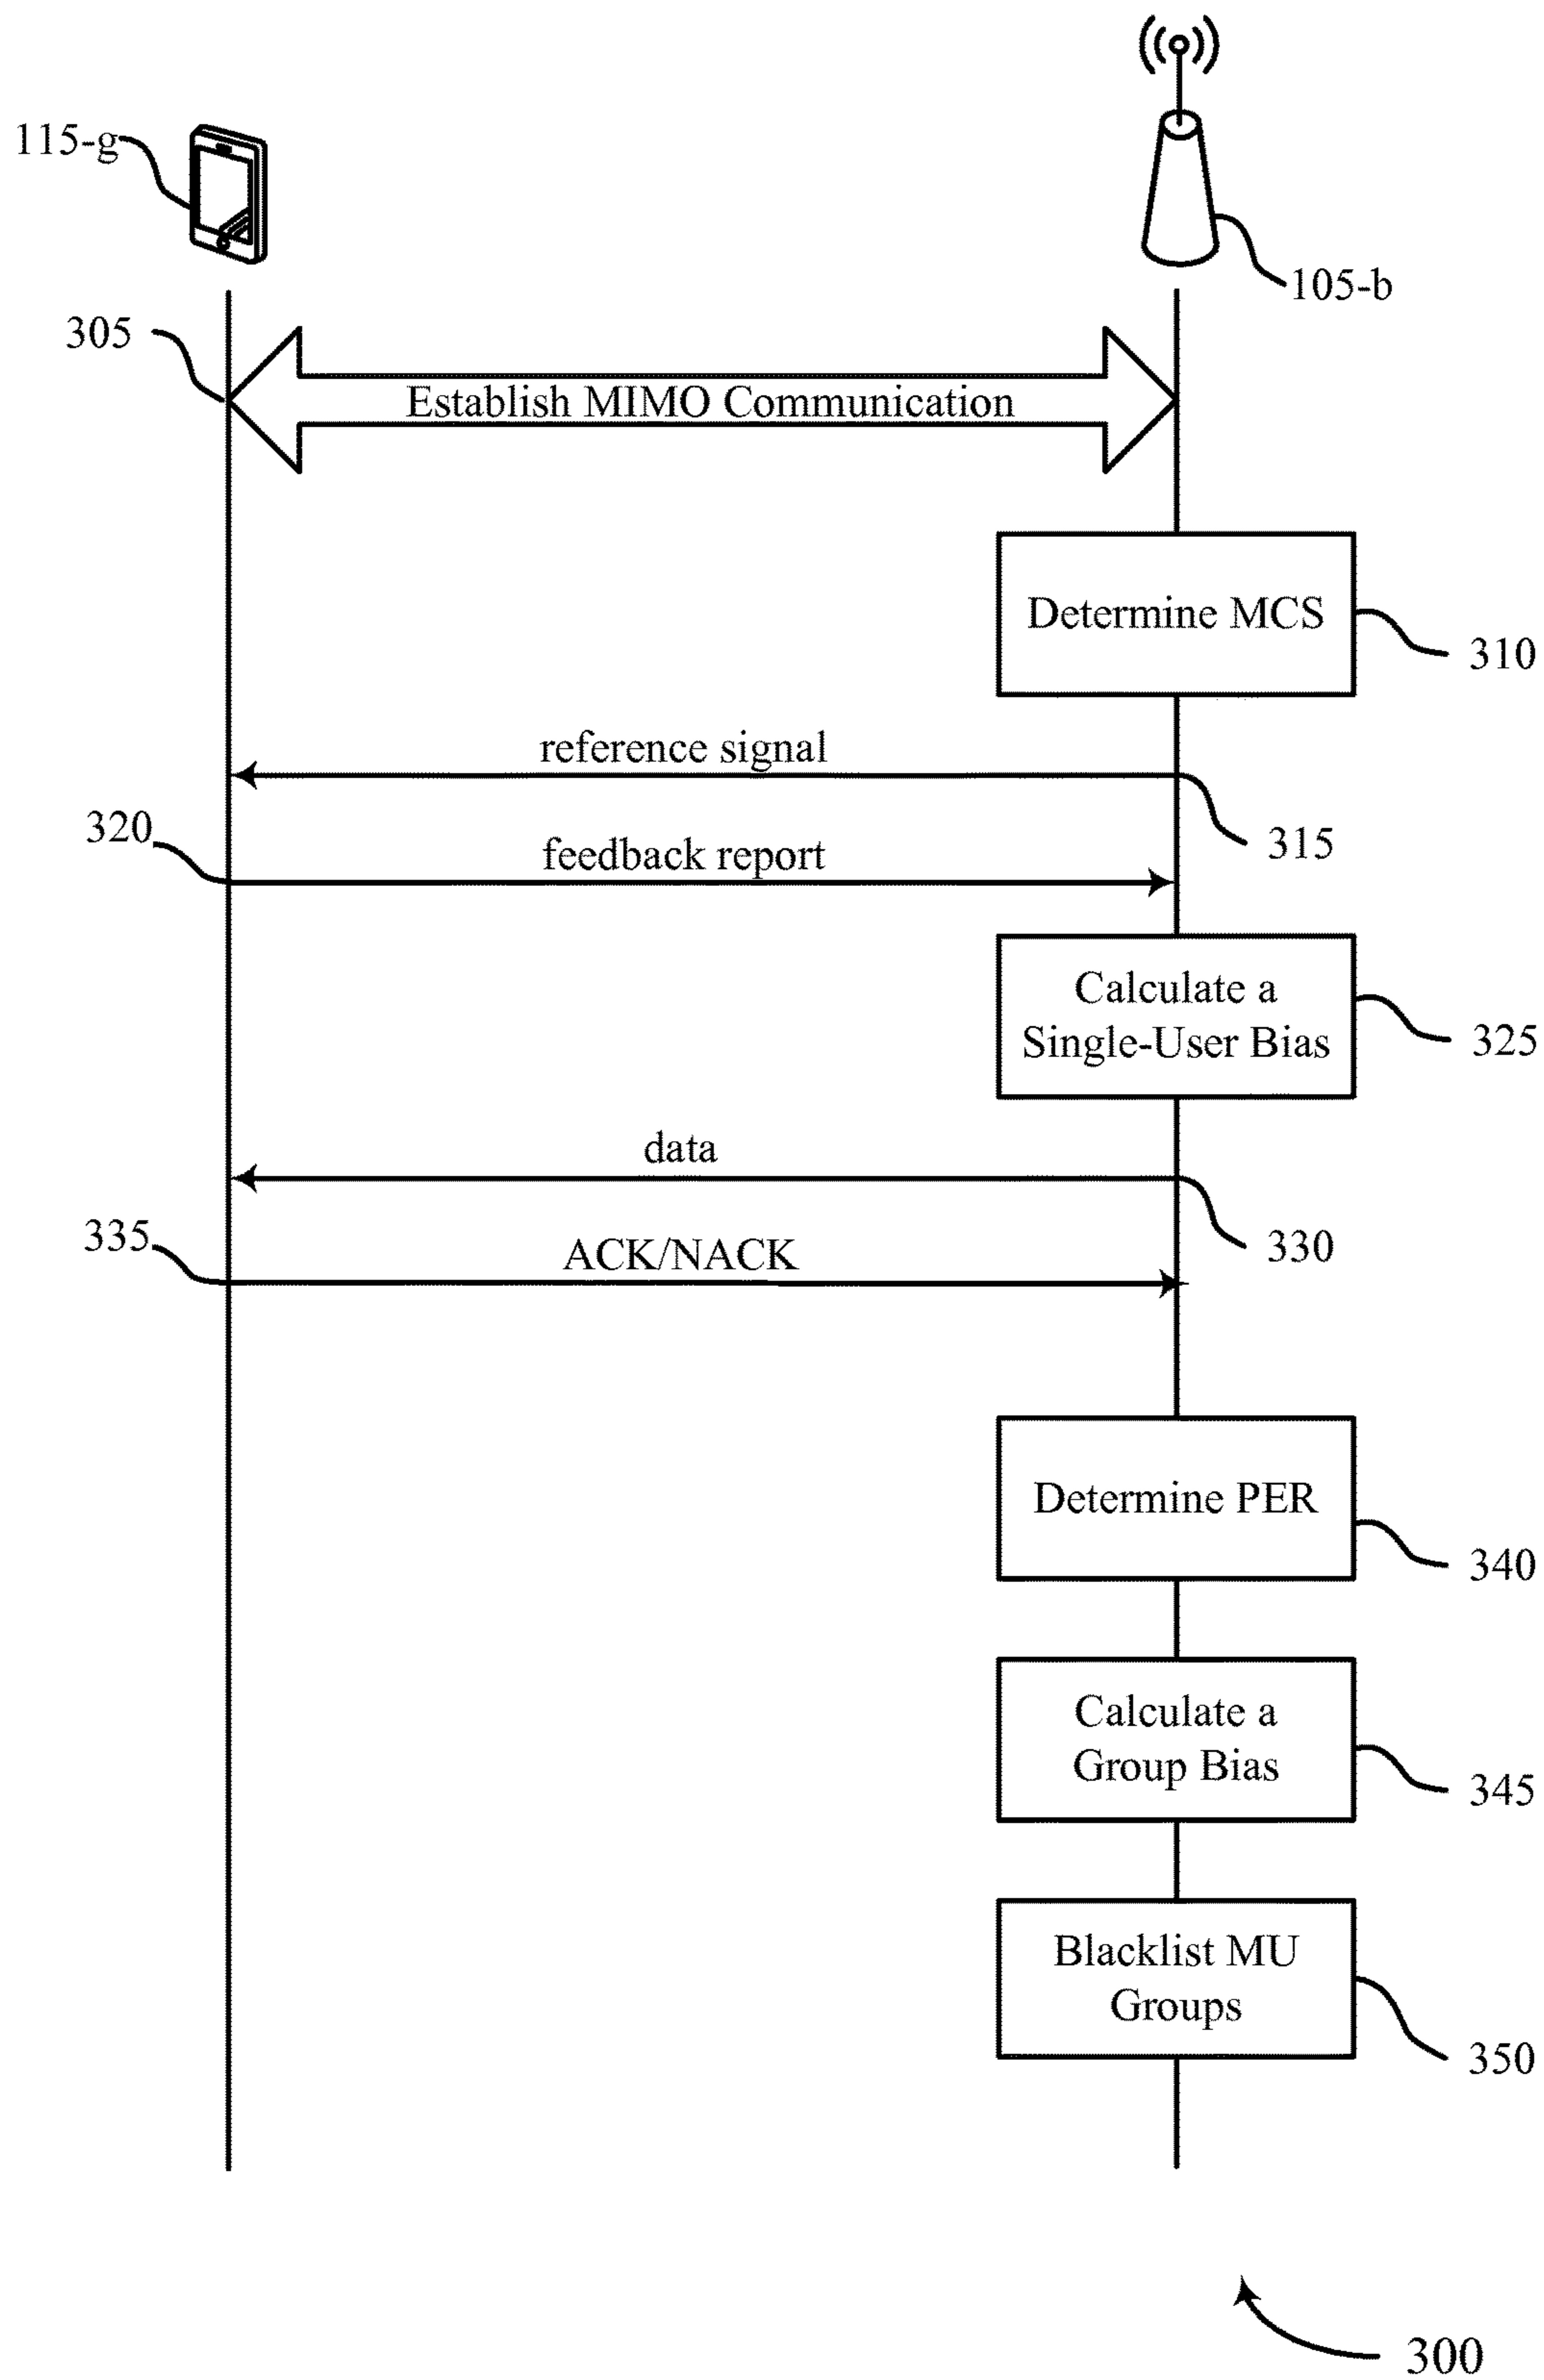 115-g
105-b
305
Establish MIMO Communication
Determine MCS
310
reference signal
315
320
feedback report
Calculate a
Single-User Bias
325
data
330
335
ACK/NACK
Determine PER
340
Calculate a
Group Bias
345
Blacklist MU
Groups
350
300